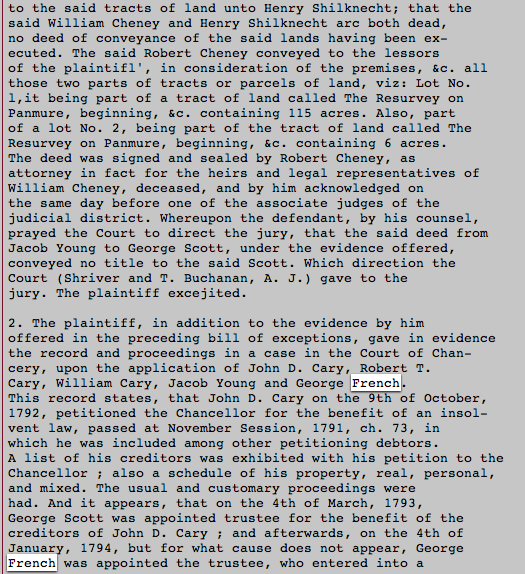 to the said tracts of land unto Henry Shilknecht; that the
said William Cheney and Henry Shilknecht arc both dead,
no deed of conveyance of the said lands having been ex-
ecuted. The said Robert Cheney conveyed to the lessors
of the plaintifl', in consideration of the premises, &c. all
those two parts of tracts or parcels of land, viz: Lot No.
l,it being part of a tract of land called The Resurvey on
Panmure, beginning, &c. containing 115 acres. Also, part
of a lot No. 2, being part of the tract of land called The
Resurvey on Panmure, beginning, &c. containing 6 acres.
The deed was signed and sealed by Robert Cheney, as
attorney in fact for the heirs and legal representatives of
William Cheney, deceased, and by him acknowledged on
the same day before one of the associate judges of the
judicial district. Whereupon the defendant, by his counsel,
prayed the Court to direct the jury, that the said deed from
Jacob Young to George Scott, under the evidence offered,
conveyed no title to the said Scott. Which direction the
Court (Shriver and T. Buchanan, A. J.) gave to the
jury. The plaintiff excejited.
2. The plaintiff, in addition to the evidence by him
offered in the preceding bill of exceptions, gave in evidence
the record and proceedings in a case in the Court of Chan-
cery, upon the application of John D. Cary, Robert T.
Cary, William Cary, Jacob Young and George French.
This record states, that John D. Cary on the 9th of October,
1792, petitioned the Chancellor for the benefit of an insol-
vent law, passed at November Session, 1791, ch. 73, in
which he was included among other petitioning debtors.
A list of his creditors was exhibited with his petition to the
Chancellor ; also a schedule of his property, real, personal,
and mixed. The usual and customary proceedings were
had. And it appears, that on the 4th of March, 1793,
George Scott was appointed trustee for the benefit of the
creditors of John D. Cary ; and afterwards, on the 4th of
January, 1794, but for what cause does not appear, George
French was appointed the trustee, who entered into a